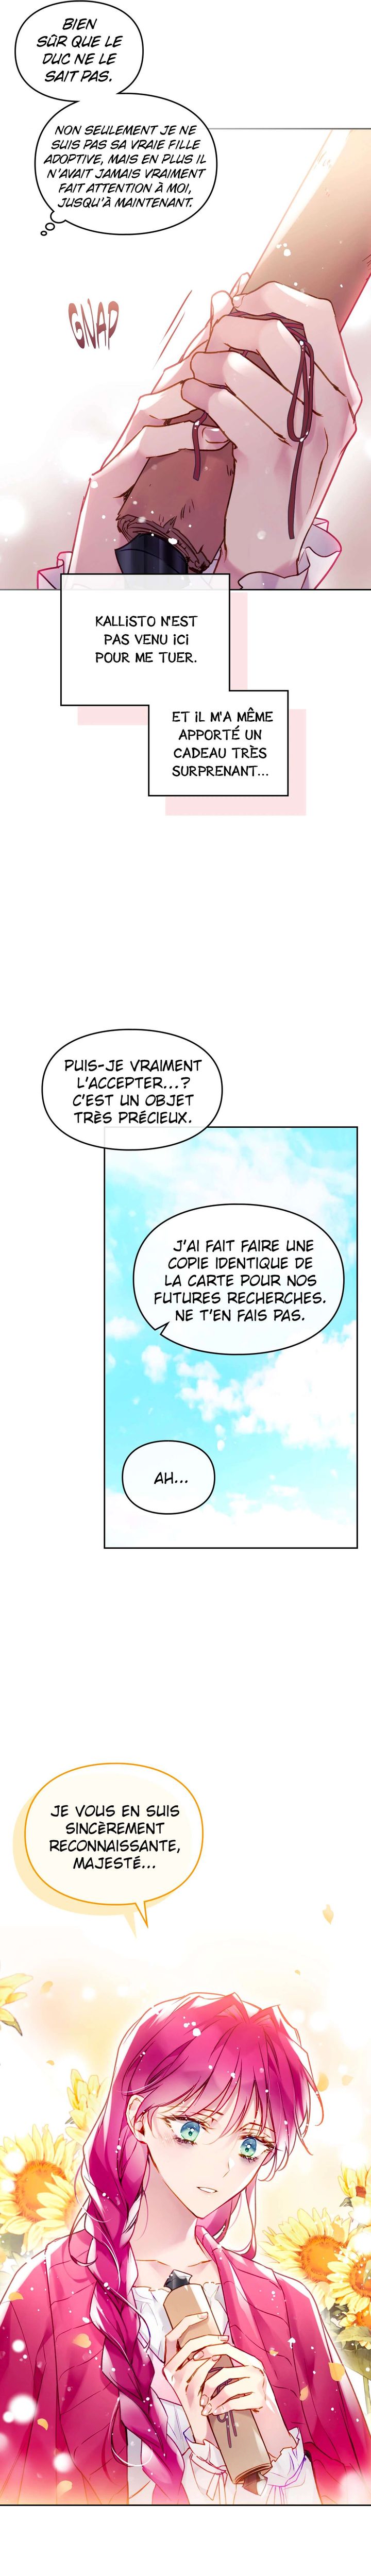 BIEN
SÛR QUE LE
DUC NE LE
SAIT PAS.
NON SEULEMENT JE NE
SUIS PAS SA VRAIE FILLE
ADOPTIVE, MAIS EN PLUS IL
N'AVAIT JAMAIS VRAIMENT
FAIT ATTENTION À MOI,
JUSQU'À MAINTENANT.
GNAP
KALLISTO N'EST
PAS VENU ICI
POUR ME TUER.
ET IL M'A MÊME
APPORTÉ UN
CADEAU TRÈS
SURPRENANT...
PUIS-JE VRAIMENT
L'ACCEPTER...?
C'EST UN OBJET
TRÈS PRÉCIEUX.
J'AI FAIT FAIRE UNE
COPIE IDENTIQUE DE
LA CARTE POUR NOS
FUTURES RECHERCHES.
NE T'EN FAIS PAS.
AH...
JE VOUS EN SUIS
SINCÈREMENT
RECONNAISSANTE,
MAJESTÉ...